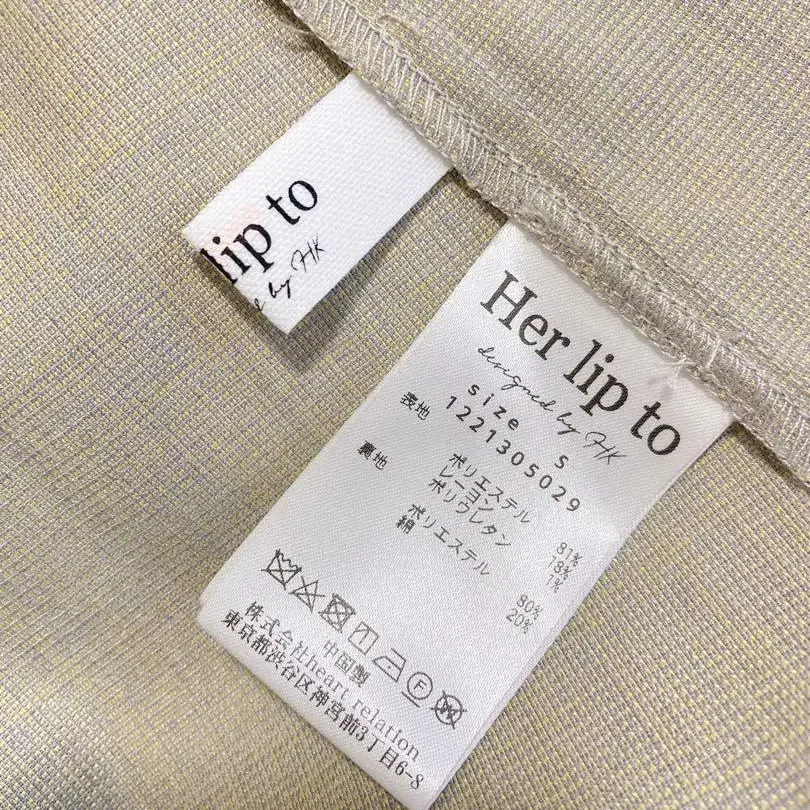 lip to
by HK
Her lip to
designed by HK
size S
1221305029
表地 ポリエステル 81%
レーヨン 18%
ポリウレタン 1%
裏地 ポリエステル 80%
綿 20%
中国製
株式会社heart relation
東京都渋谷区神宮前3丁目6-8